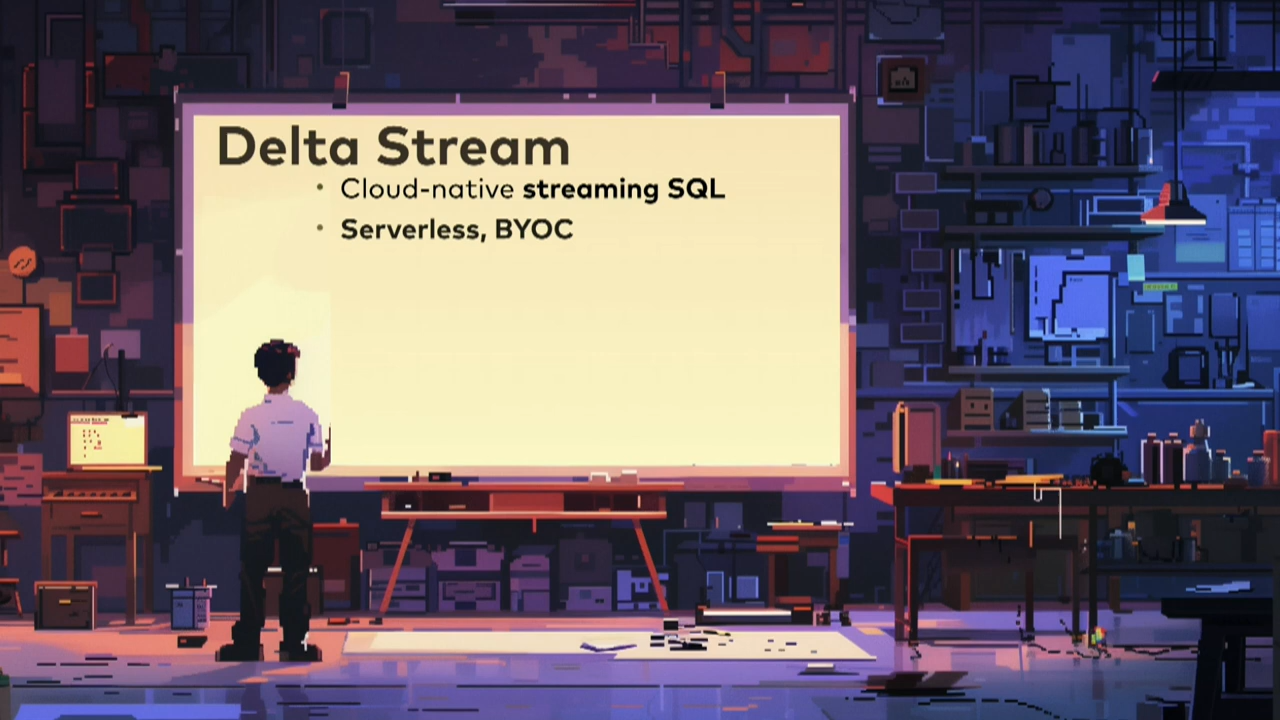 Delta Stream
• Cloud-native streaming SQL
• Serverless, BYOC